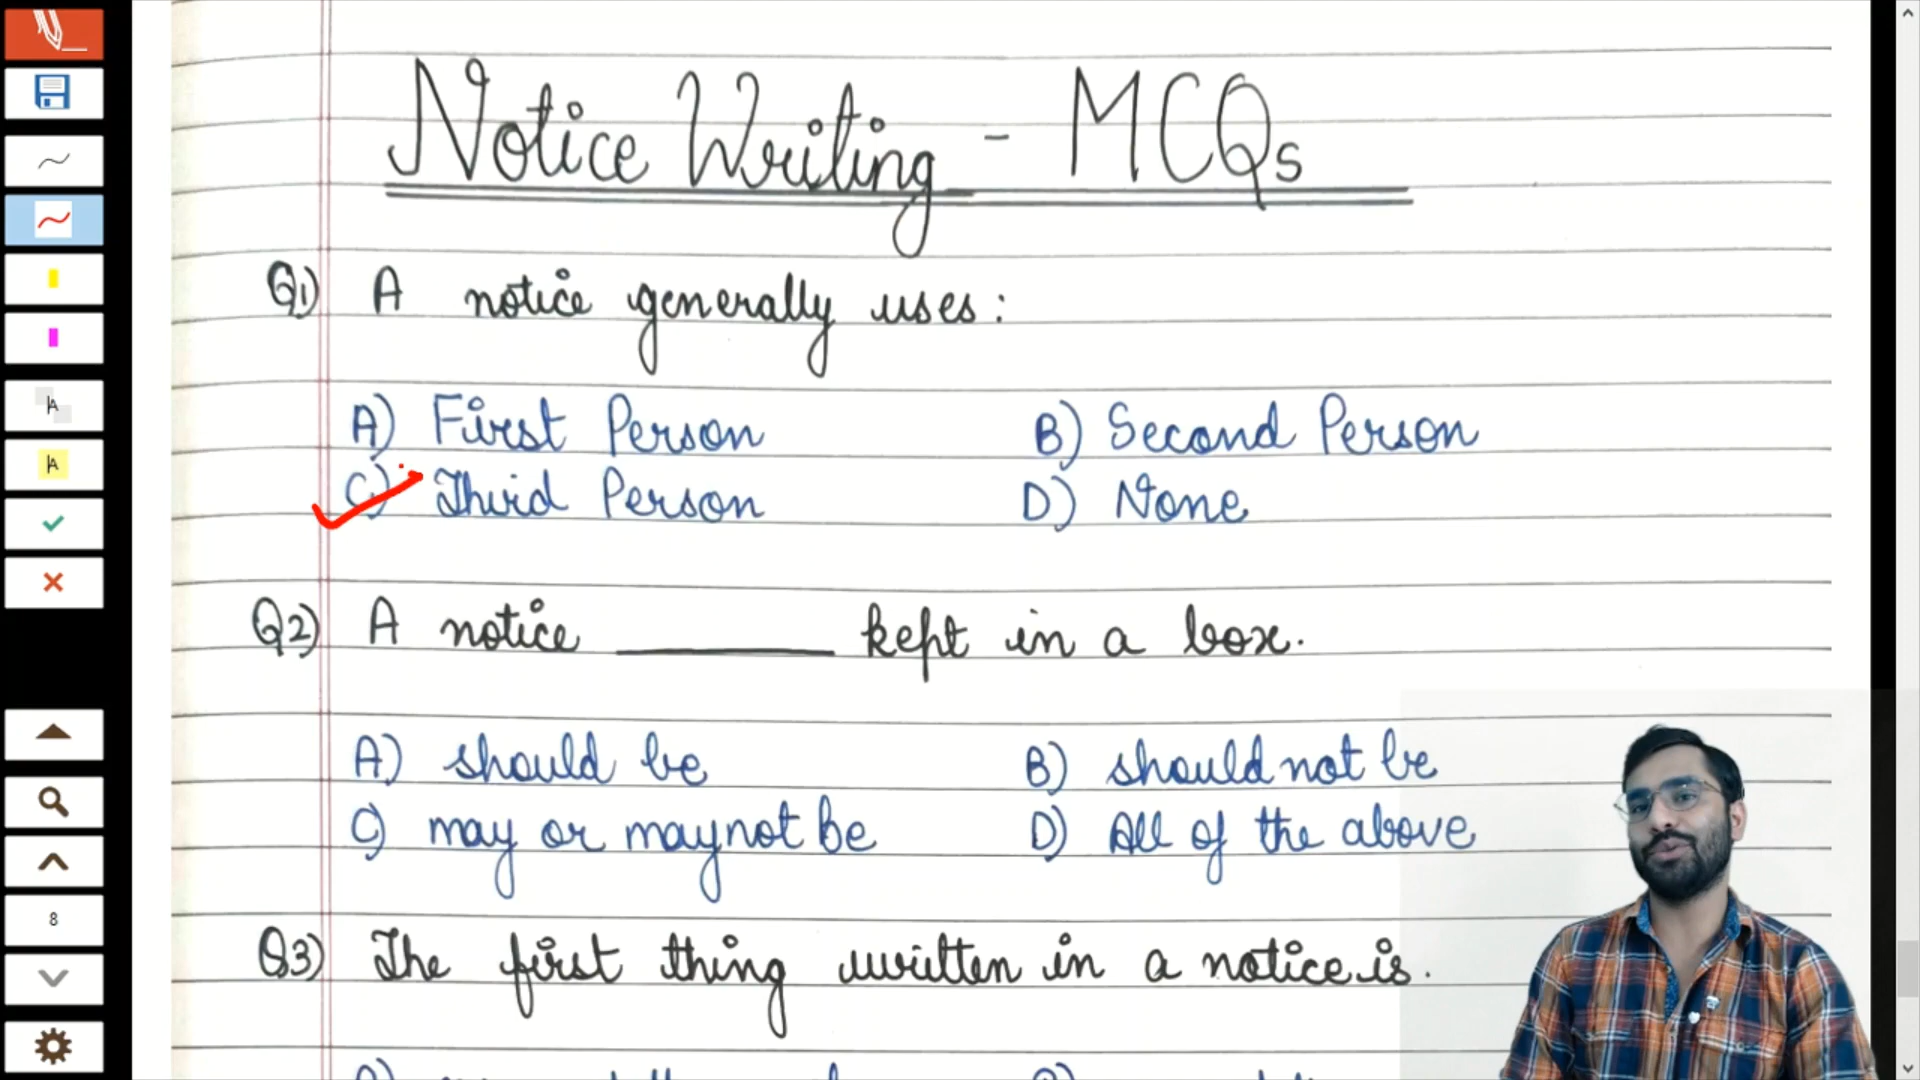 Notice Writing - MCQs
Q1) A notice generally uses:
A) First Person B) Second Person
C) Third Person D) None
Q2) A notice ________ kept in a box.
A) should be B) should not be
C) may or may not be D) All of the above
8
Q3) The first thing written in a notice is.